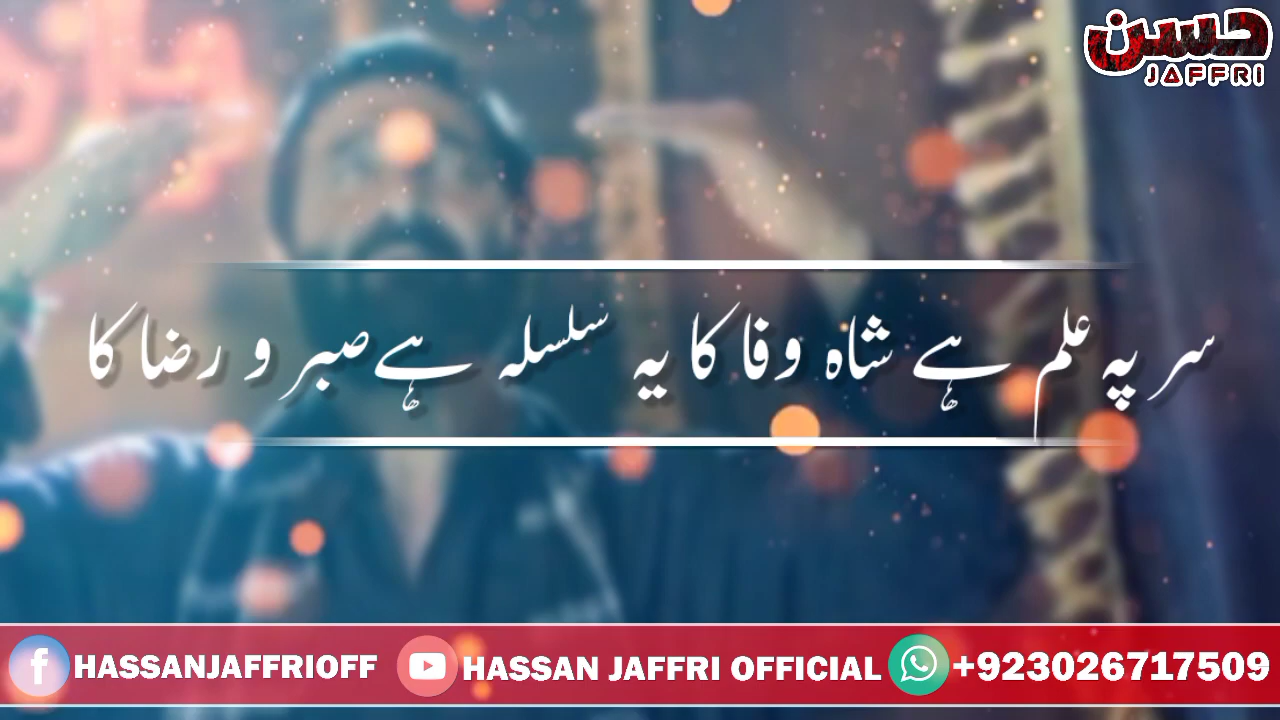 حسن
JAFFRI
سر پہ علم ہے شاہ وفا کا یہ سلسلہ ہے صبر و رضا کا
HASSANJAFFRIOFF HASSAN JAFFRI OFFICIAL +923026717509